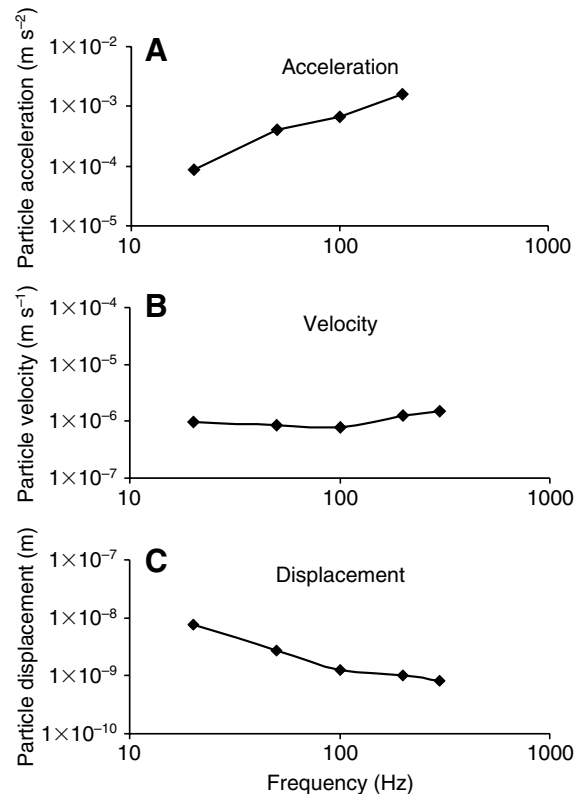 A
Acceleration
Particle acceleration (m s⁻²)
1×10⁻²
1×10⁻³
1×10⁻⁴
1×10⁻⁵
10 100 1000
B
Velocity
Particle velocity (m s⁻¹)
1×10⁻⁴
1×10⁻⁵
1×10⁻⁶
1×10⁻⁷
10 100 1000
C
Displacement
Particle displacement (m)
1×10⁻⁷
1×10⁻⁸
1×10⁻⁹
1×10⁻¹⁰
10 100 1000
Frequency (Hz)